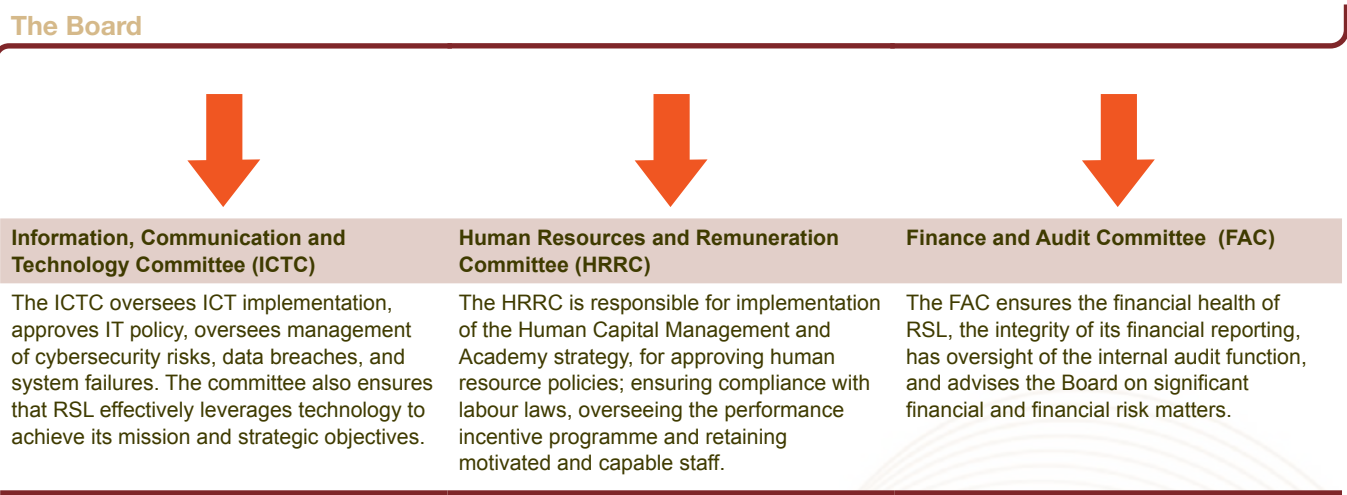 The Board
Information, Communication and
Technology Committee (ICTC)
The ICTC oversees ICT implementation,
approves IT policy, oversees management
of cybersecurity risks, data breaches, and
system failures. The committee also ensures
that RSL effectively leverages technology to
achieve its mission and strategic objectives.
Human Resources and Remuneration
Committee (HRRC)
The HRRC is responsible for implementation
of the Human Capital Management and
Academy strategy, for approving human
resource policies; ensuring compliance with
labour laws, overseeing the performance
incentive programme and retaining
motivated and capable staff.
Finance and Audit Committee (FAC)
The FAC ensures the financial health of
RSL, the integrity of its financial reporting,
has oversight of the internal audit function,
and advises the Board on significant
financial and financial risk matters.